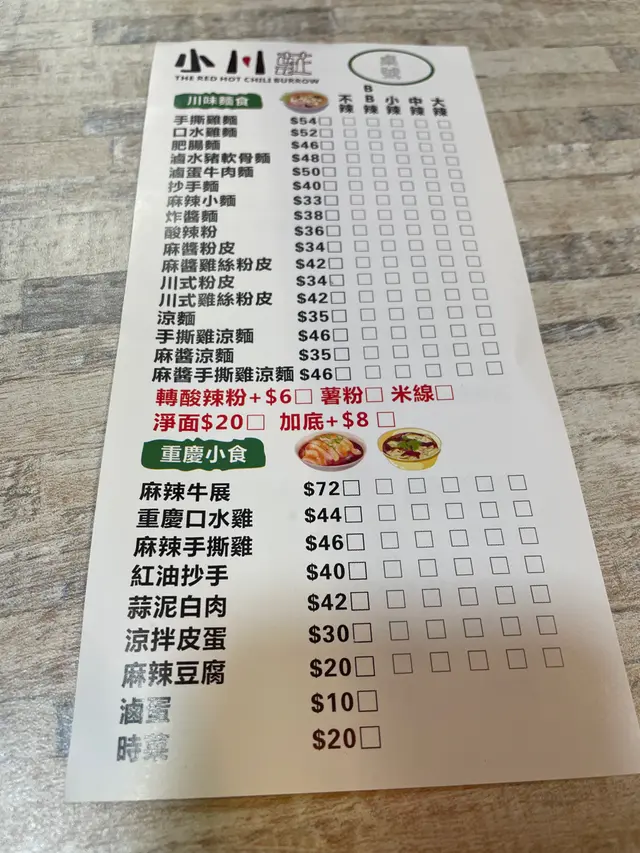 小川莊
THE RED HOT CHILI BURROW
桌號
川味麵食
不辣 BB辣 小辣 中辣 大辣
手撕雞麵 $54
口水雞麵 $52
肥腸麵 $46
滷水豬軟骨麵 $48
滷蛋牛肉麵 $50
抄手麵 $40
麻辣小麵 $33
炸醬麵 $38
酸辣粉 $36
麻醬粉皮 $34
麻醬雞絲粉皮 $42
川式粉皮 $34
川式雞絲粉皮 $42
涼麵 $35
手撕雞涼麵 $46
麻醬涼麵 $35
麻醬手撕雞涼麵 $46
轉酸辣粉+$6 薯粉 米線
淨面$20 加底+$8
重慶小食
麻辣牛展 $72
重慶口水雞 $44
麻辣手撕雞 $46
紅油抄手 $40
蒜泥白肉 $42
涼拌皮蛋 $30
麻辣豆腐 $20
滷蛋 $10
時菜 $20